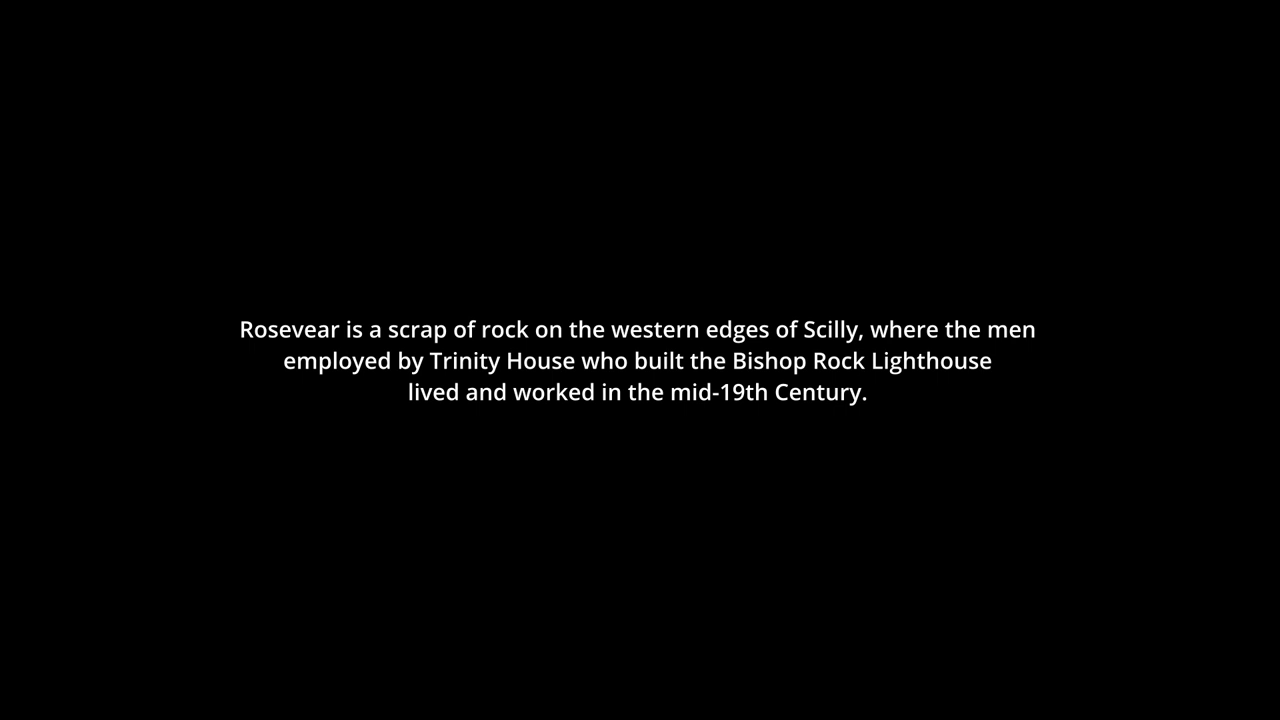 Rosevear is a scrap of rock on the western edges of Scilly, where the men
employed by Trinity House who built the Bishop Rock Lighthouse
lived and worked in the mid-19th Century.